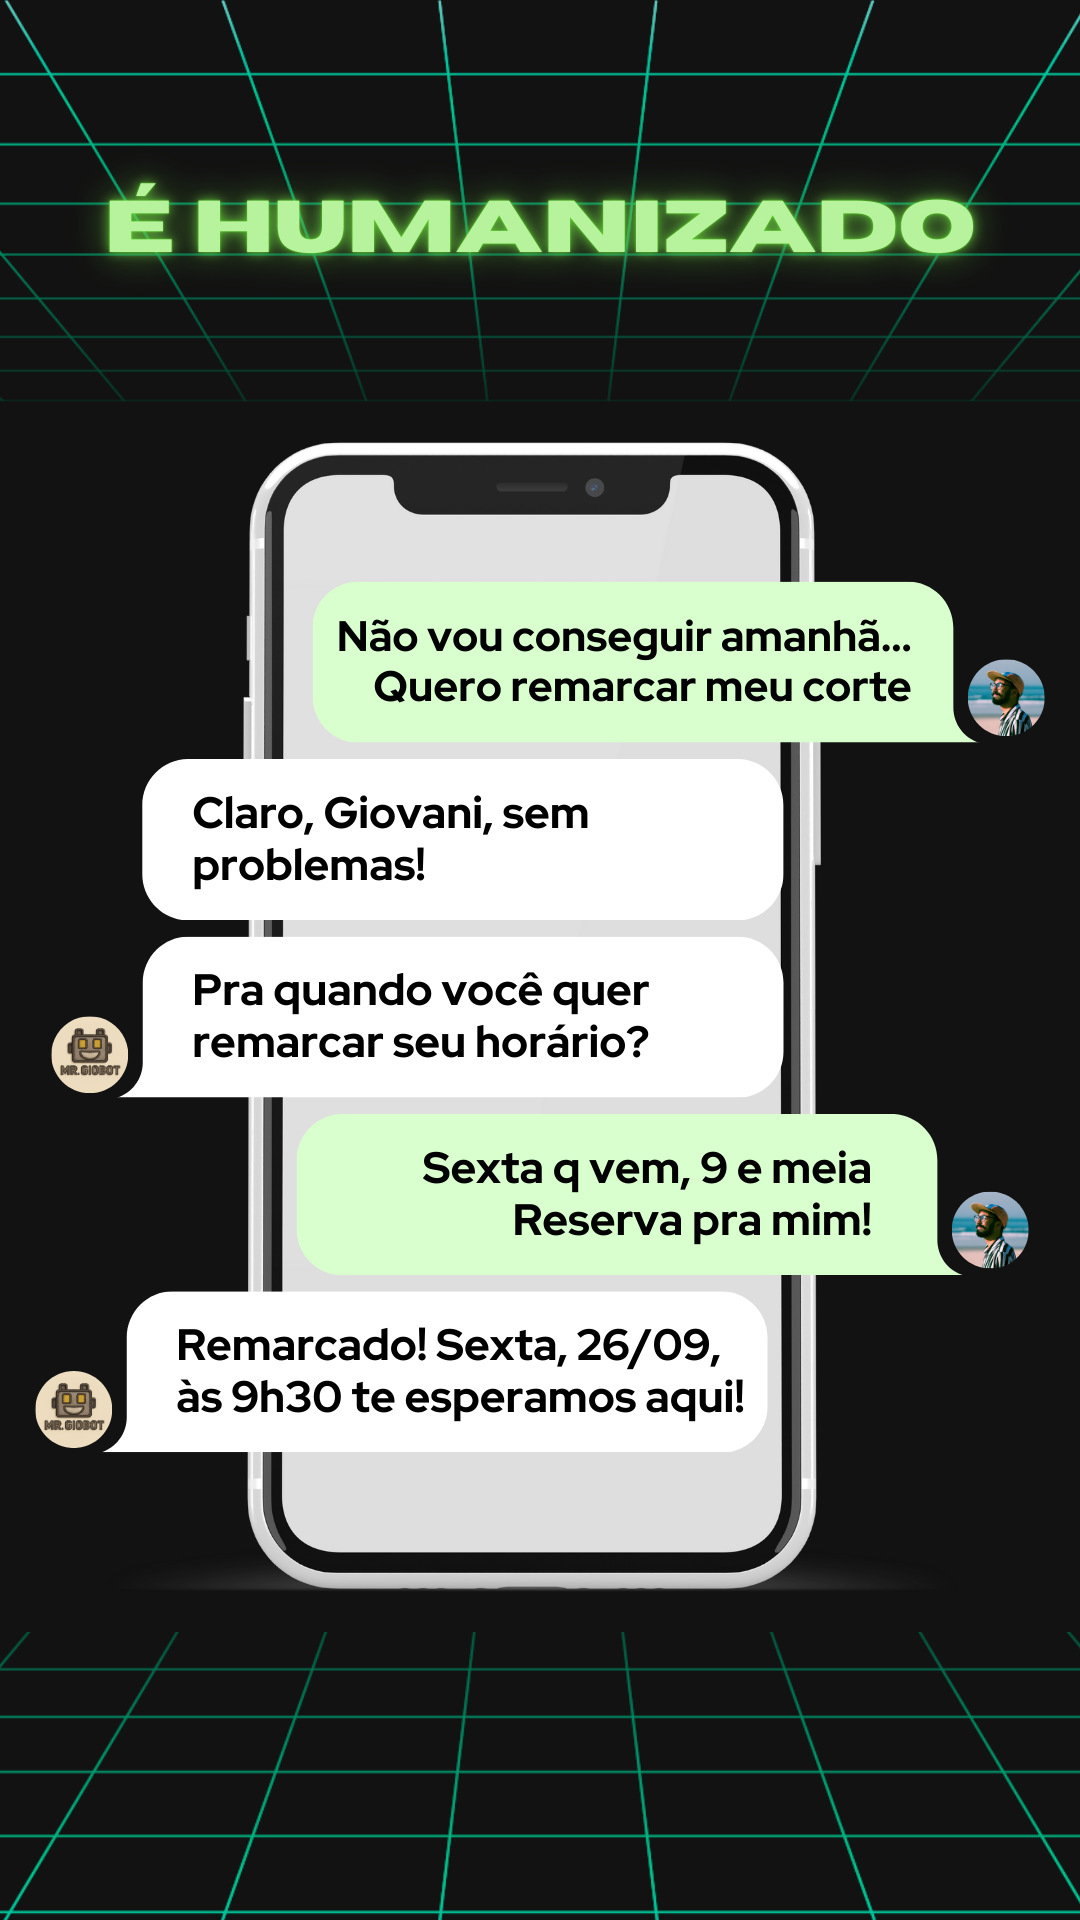 É HUMANIZADO
Não vou conseguir amanhã...
Quero remarcar meu corte
Claro, Giovani, sem
problemas!
Pra quando você quer
remarcar seu horário?
MR. GIOBOT
Sexta q vem, 9 e meia
Reserva pra mim!
Remarcado! Sexta, 26/09,
às 9h30 te esperamos aqui!
MR. GIOBOT